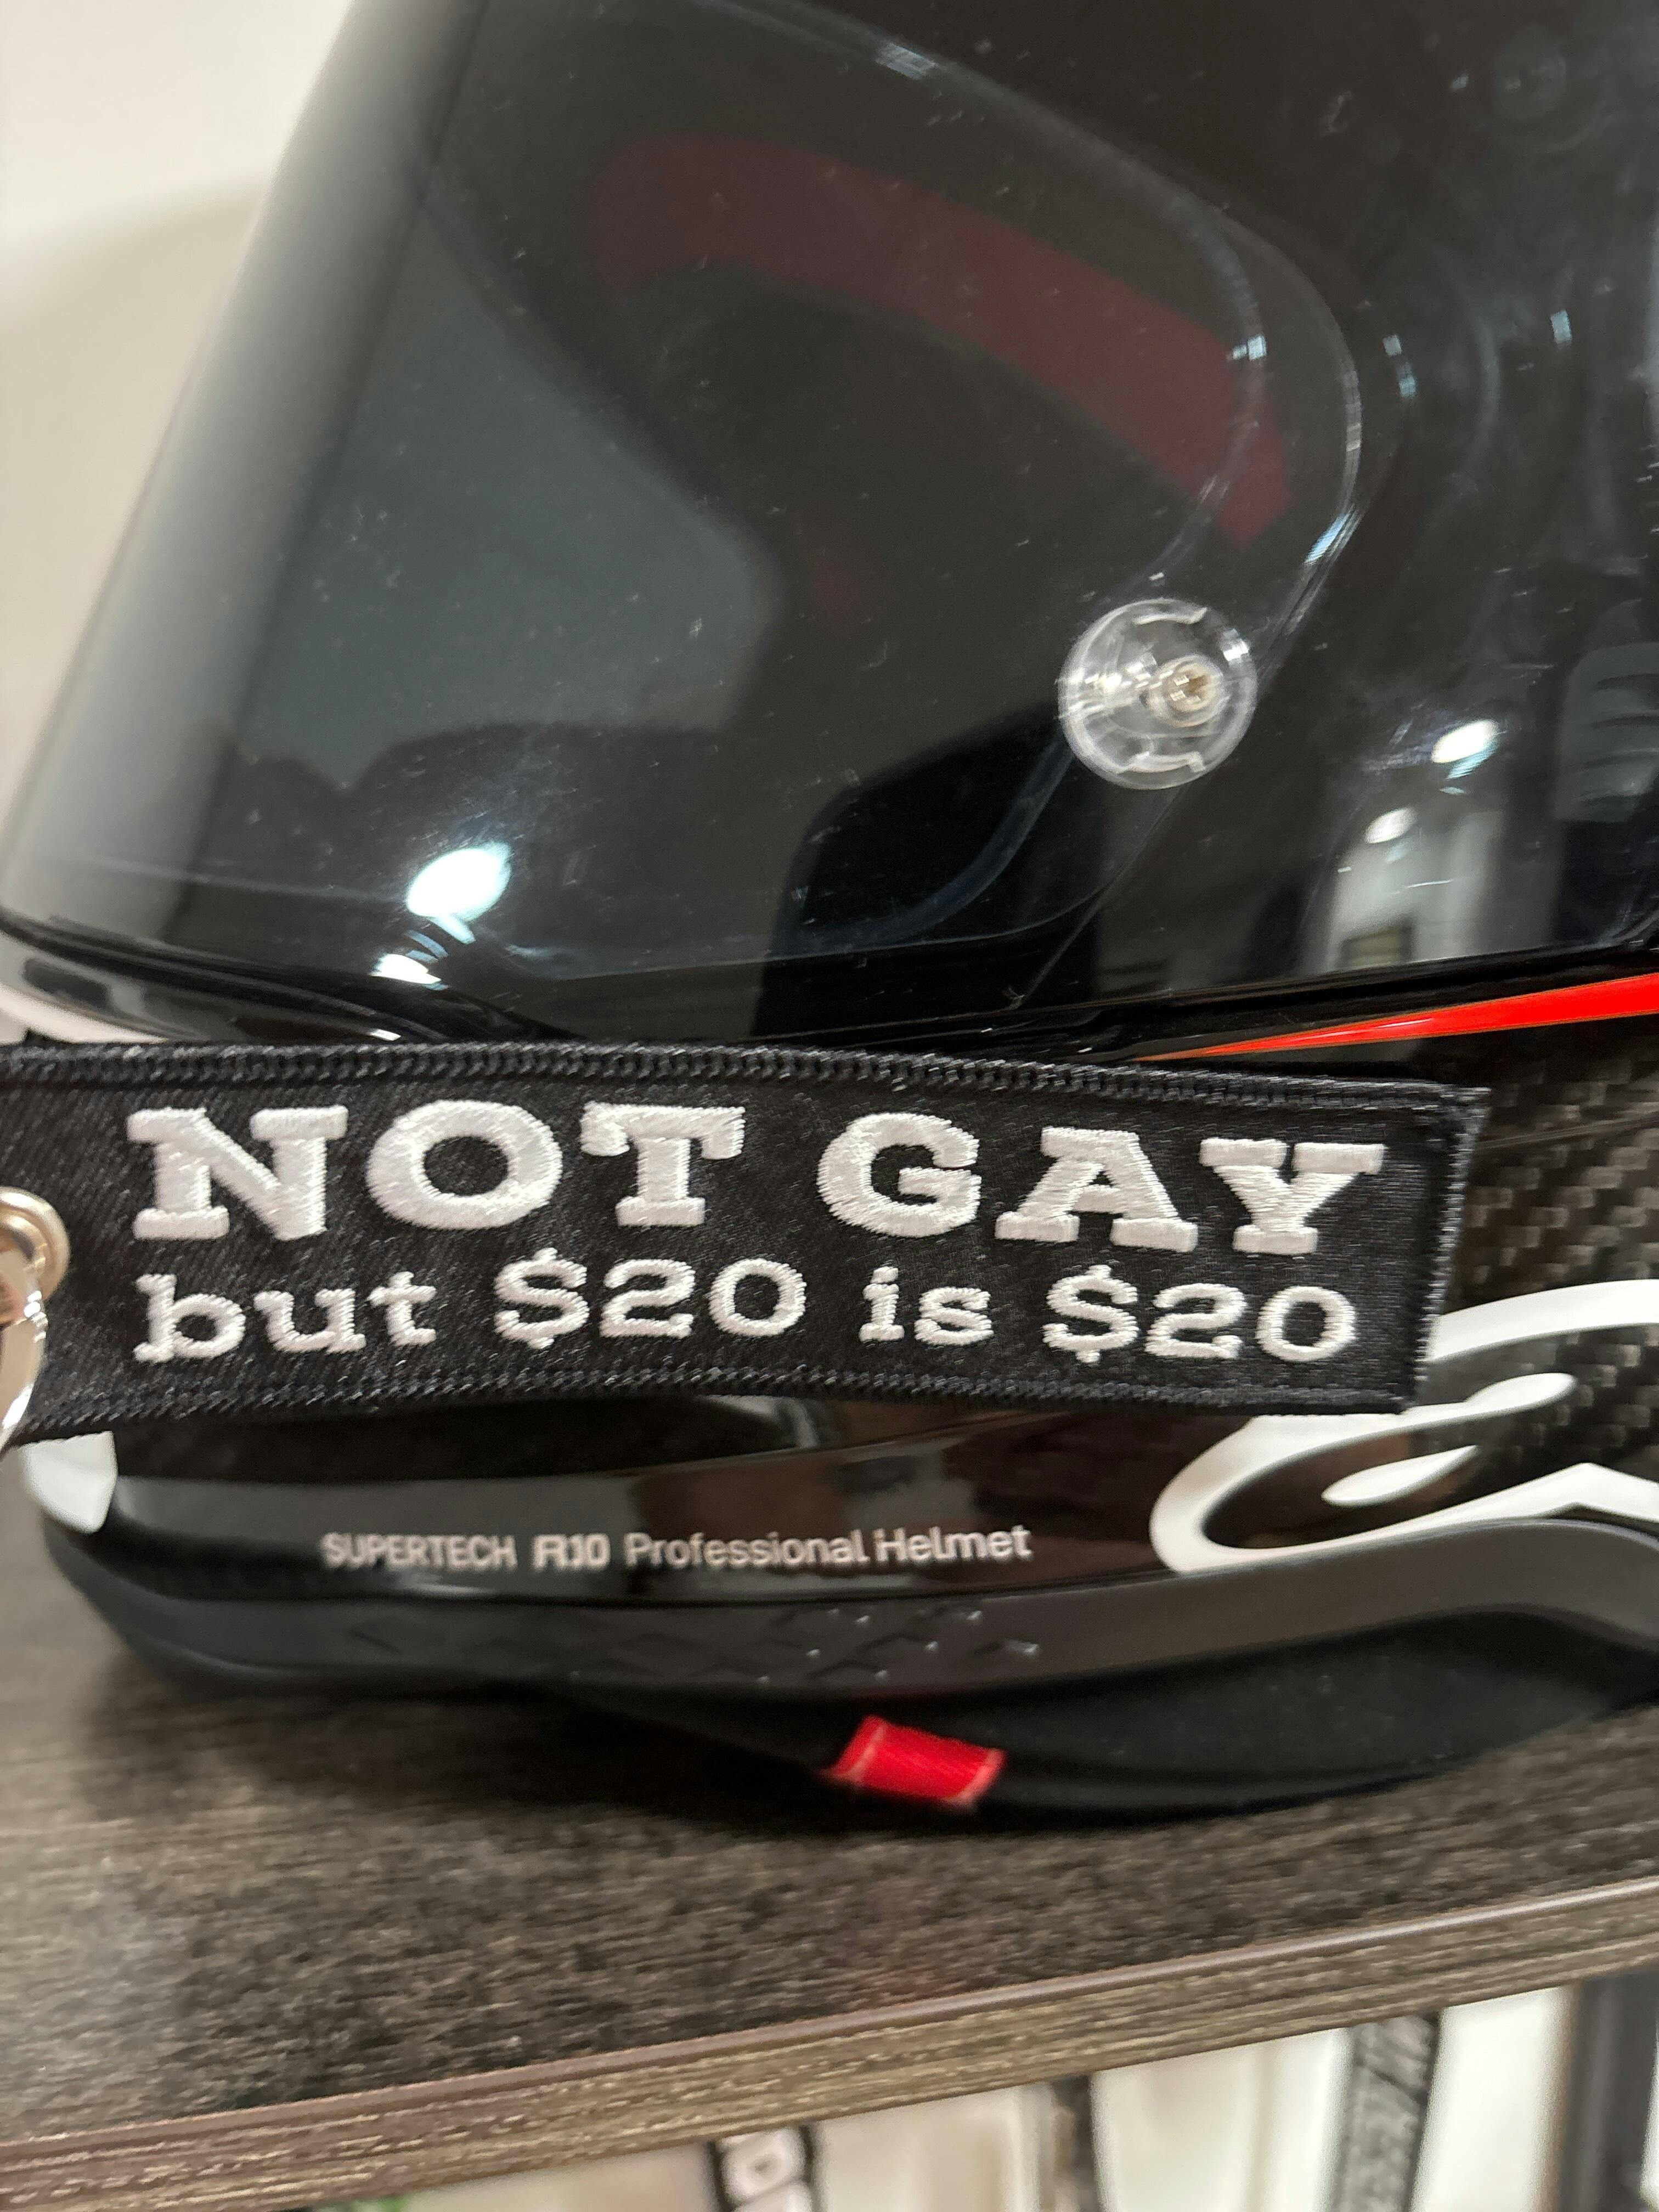 NOT GAY
but $20 is $20
SUPERTECH R10 Professional Helmet